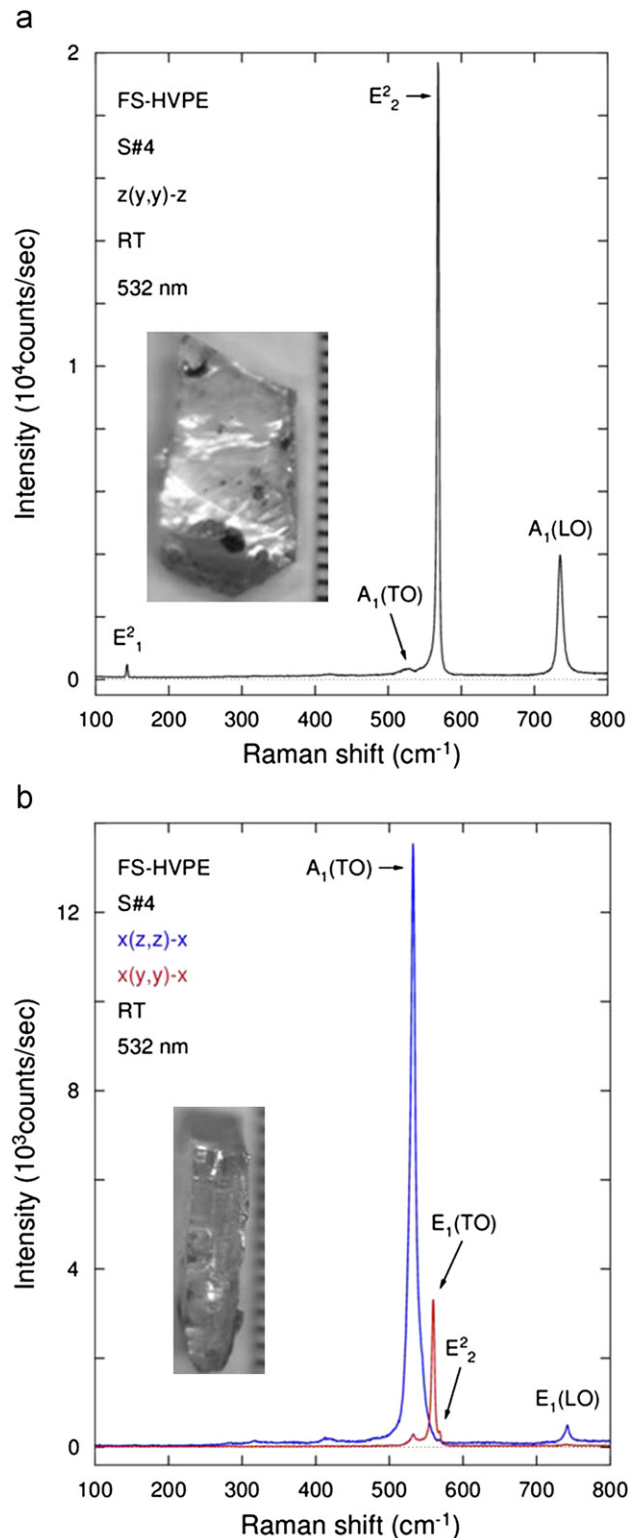 a
2
E²₂
FS-HVPE
S#4
z(y,y)-z
RT
532 nm
1
Intensity (10⁴counts/sec)
A₁(LO)
A₁(TO)
E²₁
0
100 200 300 400 500 600 700 800
Raman shift (cm⁻¹)
b
FS-HVPE
A₁(TO)
S#4
12
x(z,z)-x
x(y,y)-x
RT
532 nm
8
Intensity (10³counts/sec)
E₁(TO)
4
E²₂
E₁(LO)
0
100 200 300 400 500 600 700 800
Raman shift (cm⁻¹)